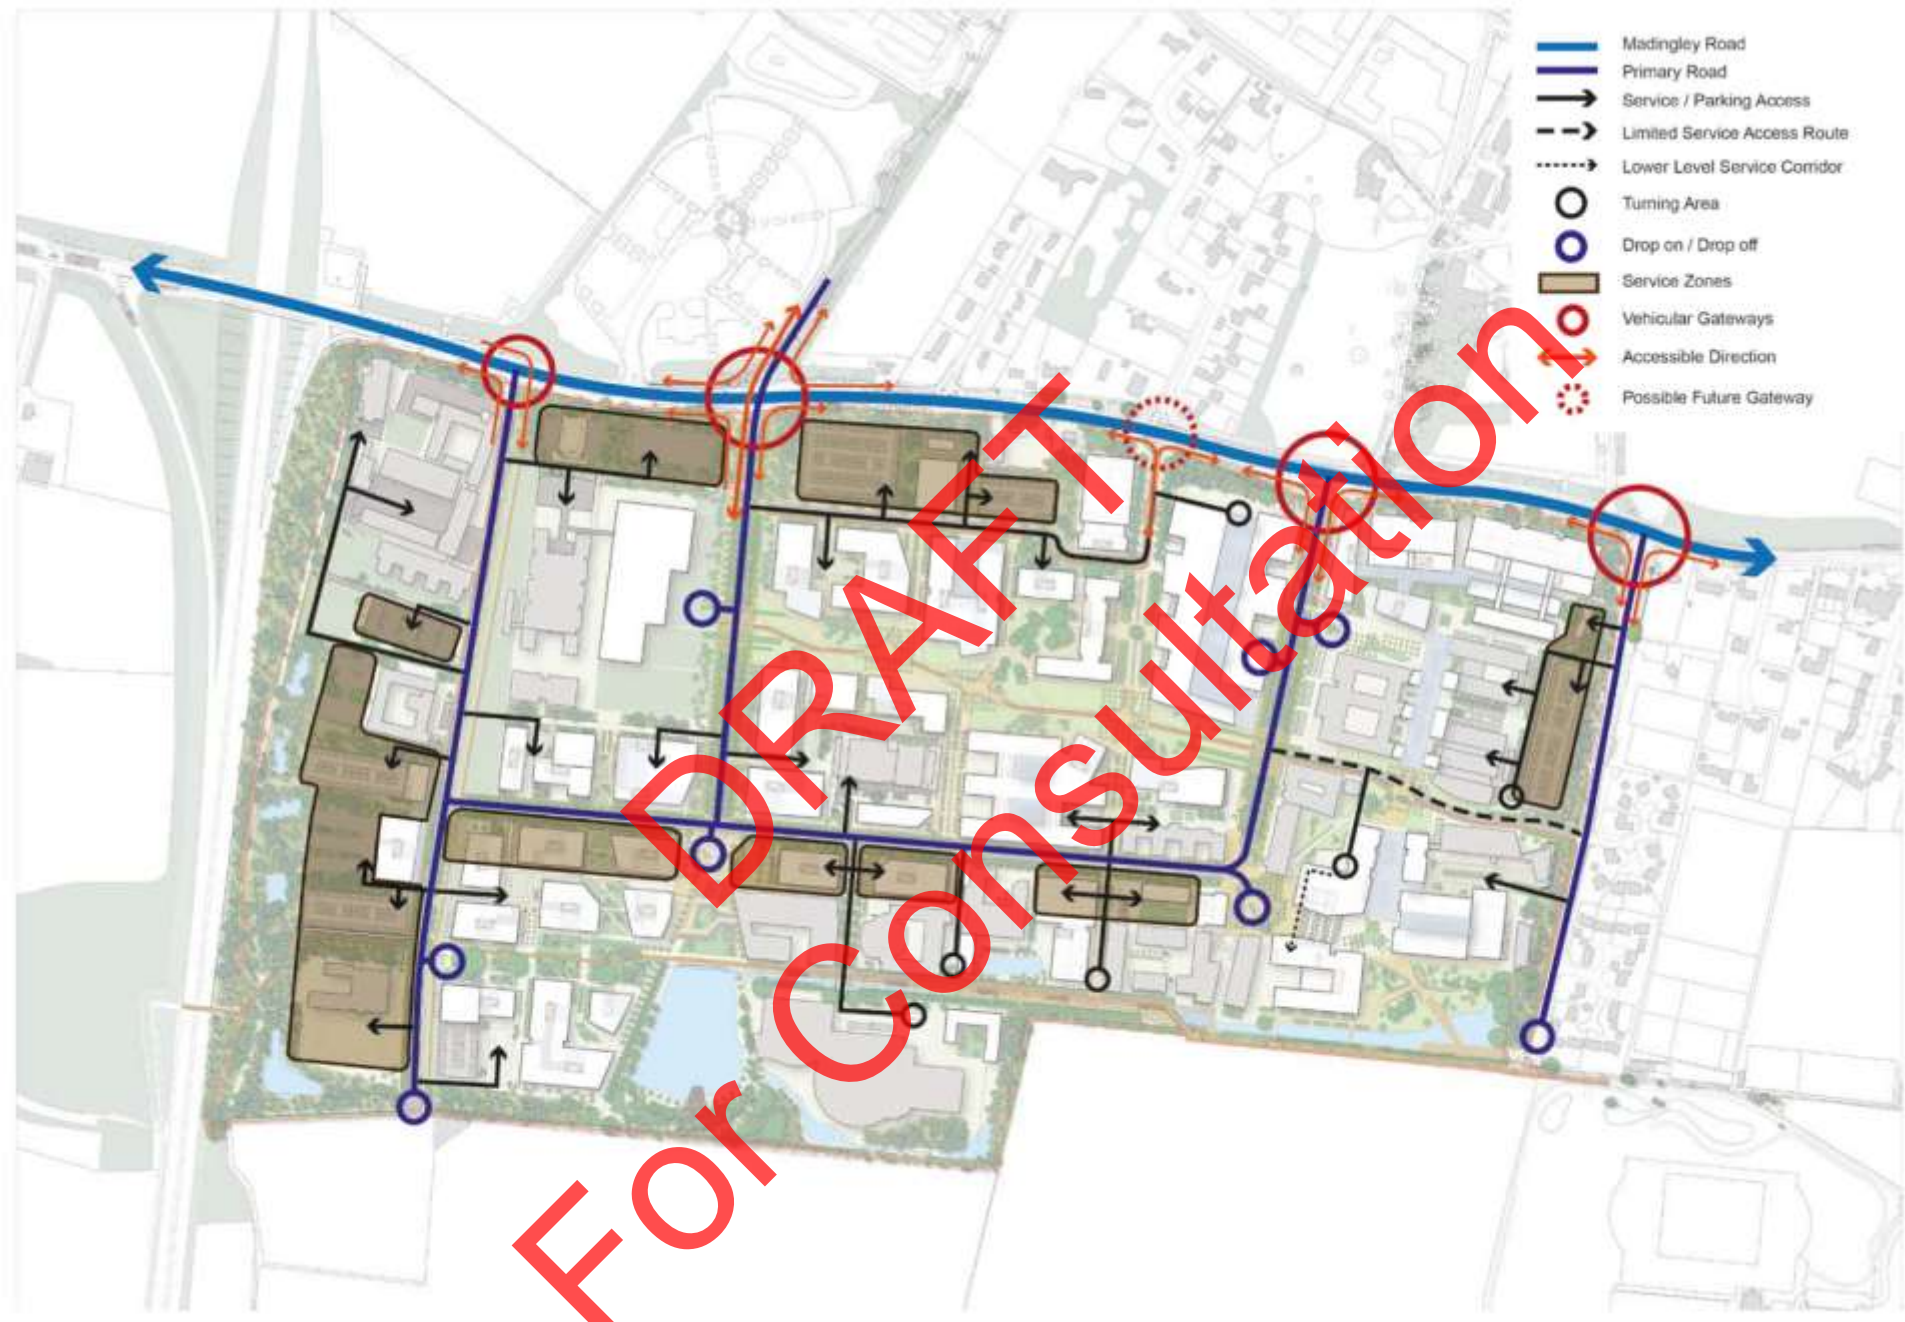 Madingley Road
Primary Road
Service / Parking Access
Limited Service Access Route
Lower Level Service Corridor
Turning Area
Drop on / Drop off
Service Zones
Vehicular Gateways
Accessible Direction
Possible Future Gateway
DRAFT
For Consultation